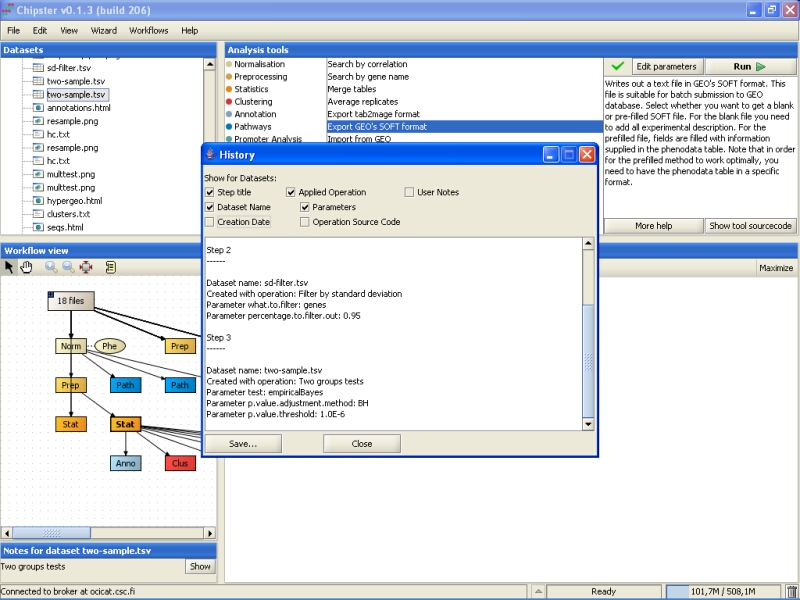 Chipster v0.1.3 (build 206)
File Edit View Wizard Workflows Help
Datasets
sd-filter.tsv
two-sample.tsv
two-sample.tsv
annotations.html
resample.png
hc.txt
resample.png
hc.txt
multtest.png
multtest.png
hypergeo.html
clusters.txt
seqs.html
Analysis tools
Normalisation
Preprocessing
Statistics
Clustering
Annotation
Pathways
Promoter Analysis
Search by correlation
Search by gene name
Merge tables
Average replicates
Export tab2mage format
Export GEO's SOFT format
Import from GEO
Edit parameters
Run
Writes out a text file in GEO's SOFT format. This
file is suitable for batch submission to GEO
database. Select whether you want to get a blank
or pre-filled SOFT file. For the blank file you need
to add all experimental description. For the
prefilled file, fields are filled with information
supplied in the phenodata table. Note that in order
for the prefilled method to work optimally, you
need to have the phenodata table in a specific
format.
More help
Show tool sourcecode
Workflow view
Maximize
18 files
Norm
Phe
Prep
Prep
Path
Path
Stat
Stat
Anno
Clus
History
Show for Datasets:
Step title Applied Operation User Notes
Dataset Name Parameters
Creation Date Operation Source Code
Step 2
------
Dataset name: sd-filter.tsv
Created with operation: Filter by standard deviation
Parameter what.to.filter: genes
Parameter percentage.to.filter.out: 0.95
Step 3
------
Dataset name: two-sample.tsv
Created with operation: Two groups tests
Parameter test: empiricalBayes
Parameter p.value.adjustment.method: BH
Parameter p.value.threshold: 1.0E-6
Save...
Close
Notes for dataset two-sample.tsv
Two groups tests
Show
Connected to broker at ocicat.csc.fi
Ready
101,7M / 508,1M